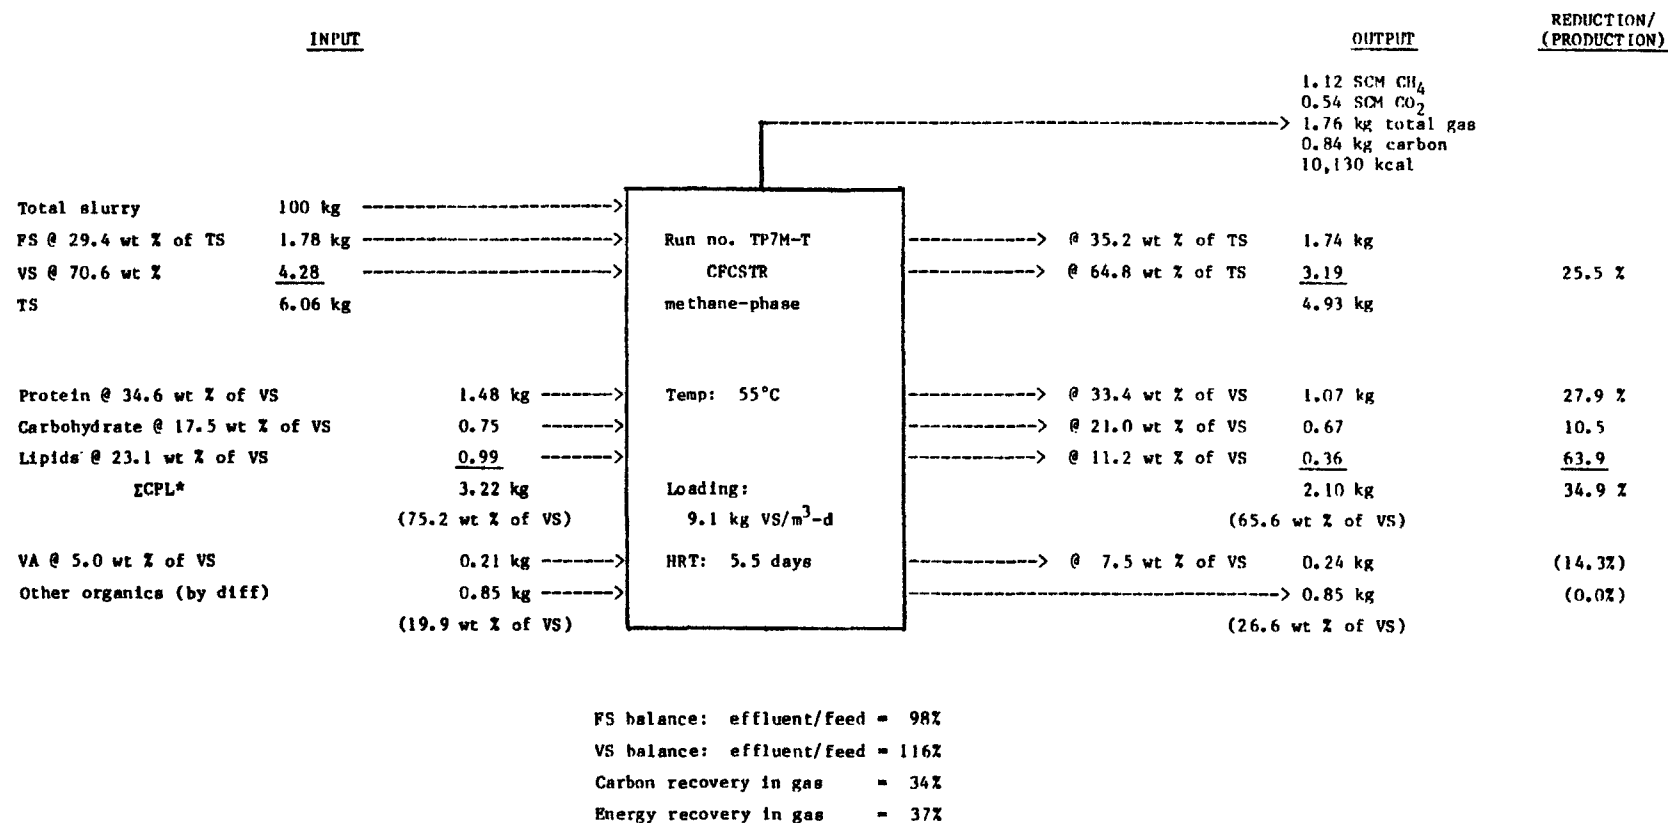 INPUT
OUTPUT
REDUCTION/
(PRODUCTION)
1.12 SCM CH4
0.54 SCM CO2
1.76 kg total gas
0.84 kg carbon
10,130 kcal
Total slurry 100 kg
FS @ 29.4 wt % of TS 1.78 kg Run no. TP7M-T @ 35.2 wt % of TS 1.74 kg
VS @ 70.6 wt % 4.28 CFCSTR @ 64.8 wt % of TS 3.19 25.5 %
TS 6.06 kg methane-phase 4.93 kg
Protein @ 34.6 wt % of VS 1.48 kg Temp: 55°C @ 33.4 wt % of VS 1.07 kg 27.9 %
Carbohydrate @ 17.5 wt % of VS 0.75 @ 21.0 wt % of VS 0.67 10.5
Lipids @ 23.1 wt % of VS 0.99 @ 11.2 wt % of VS 0.36 63.9
ΣCPL* 3.22 kg Loading: 2.10 kg 34.9 %
(75.2 wt % of VS) 9.1 kg VS/m3-d (65.6 wt % of VS)
VA @ 5.0 wt % of VS 0.21 kg HRT: 5.5 days @ 7.5 wt % of VS 0.24 kg (14.3%)
Other organics (by diff) 0.85 kg 0.85 kg (0.0%)
(19.9 wt % of VS) (26.6 wt % of VS)
FS balance: effluent/feed = 98%
VS balance: effluent/feed = 116%
Carbon recovery in gas = 34%
Energy recovery in gas = 37%